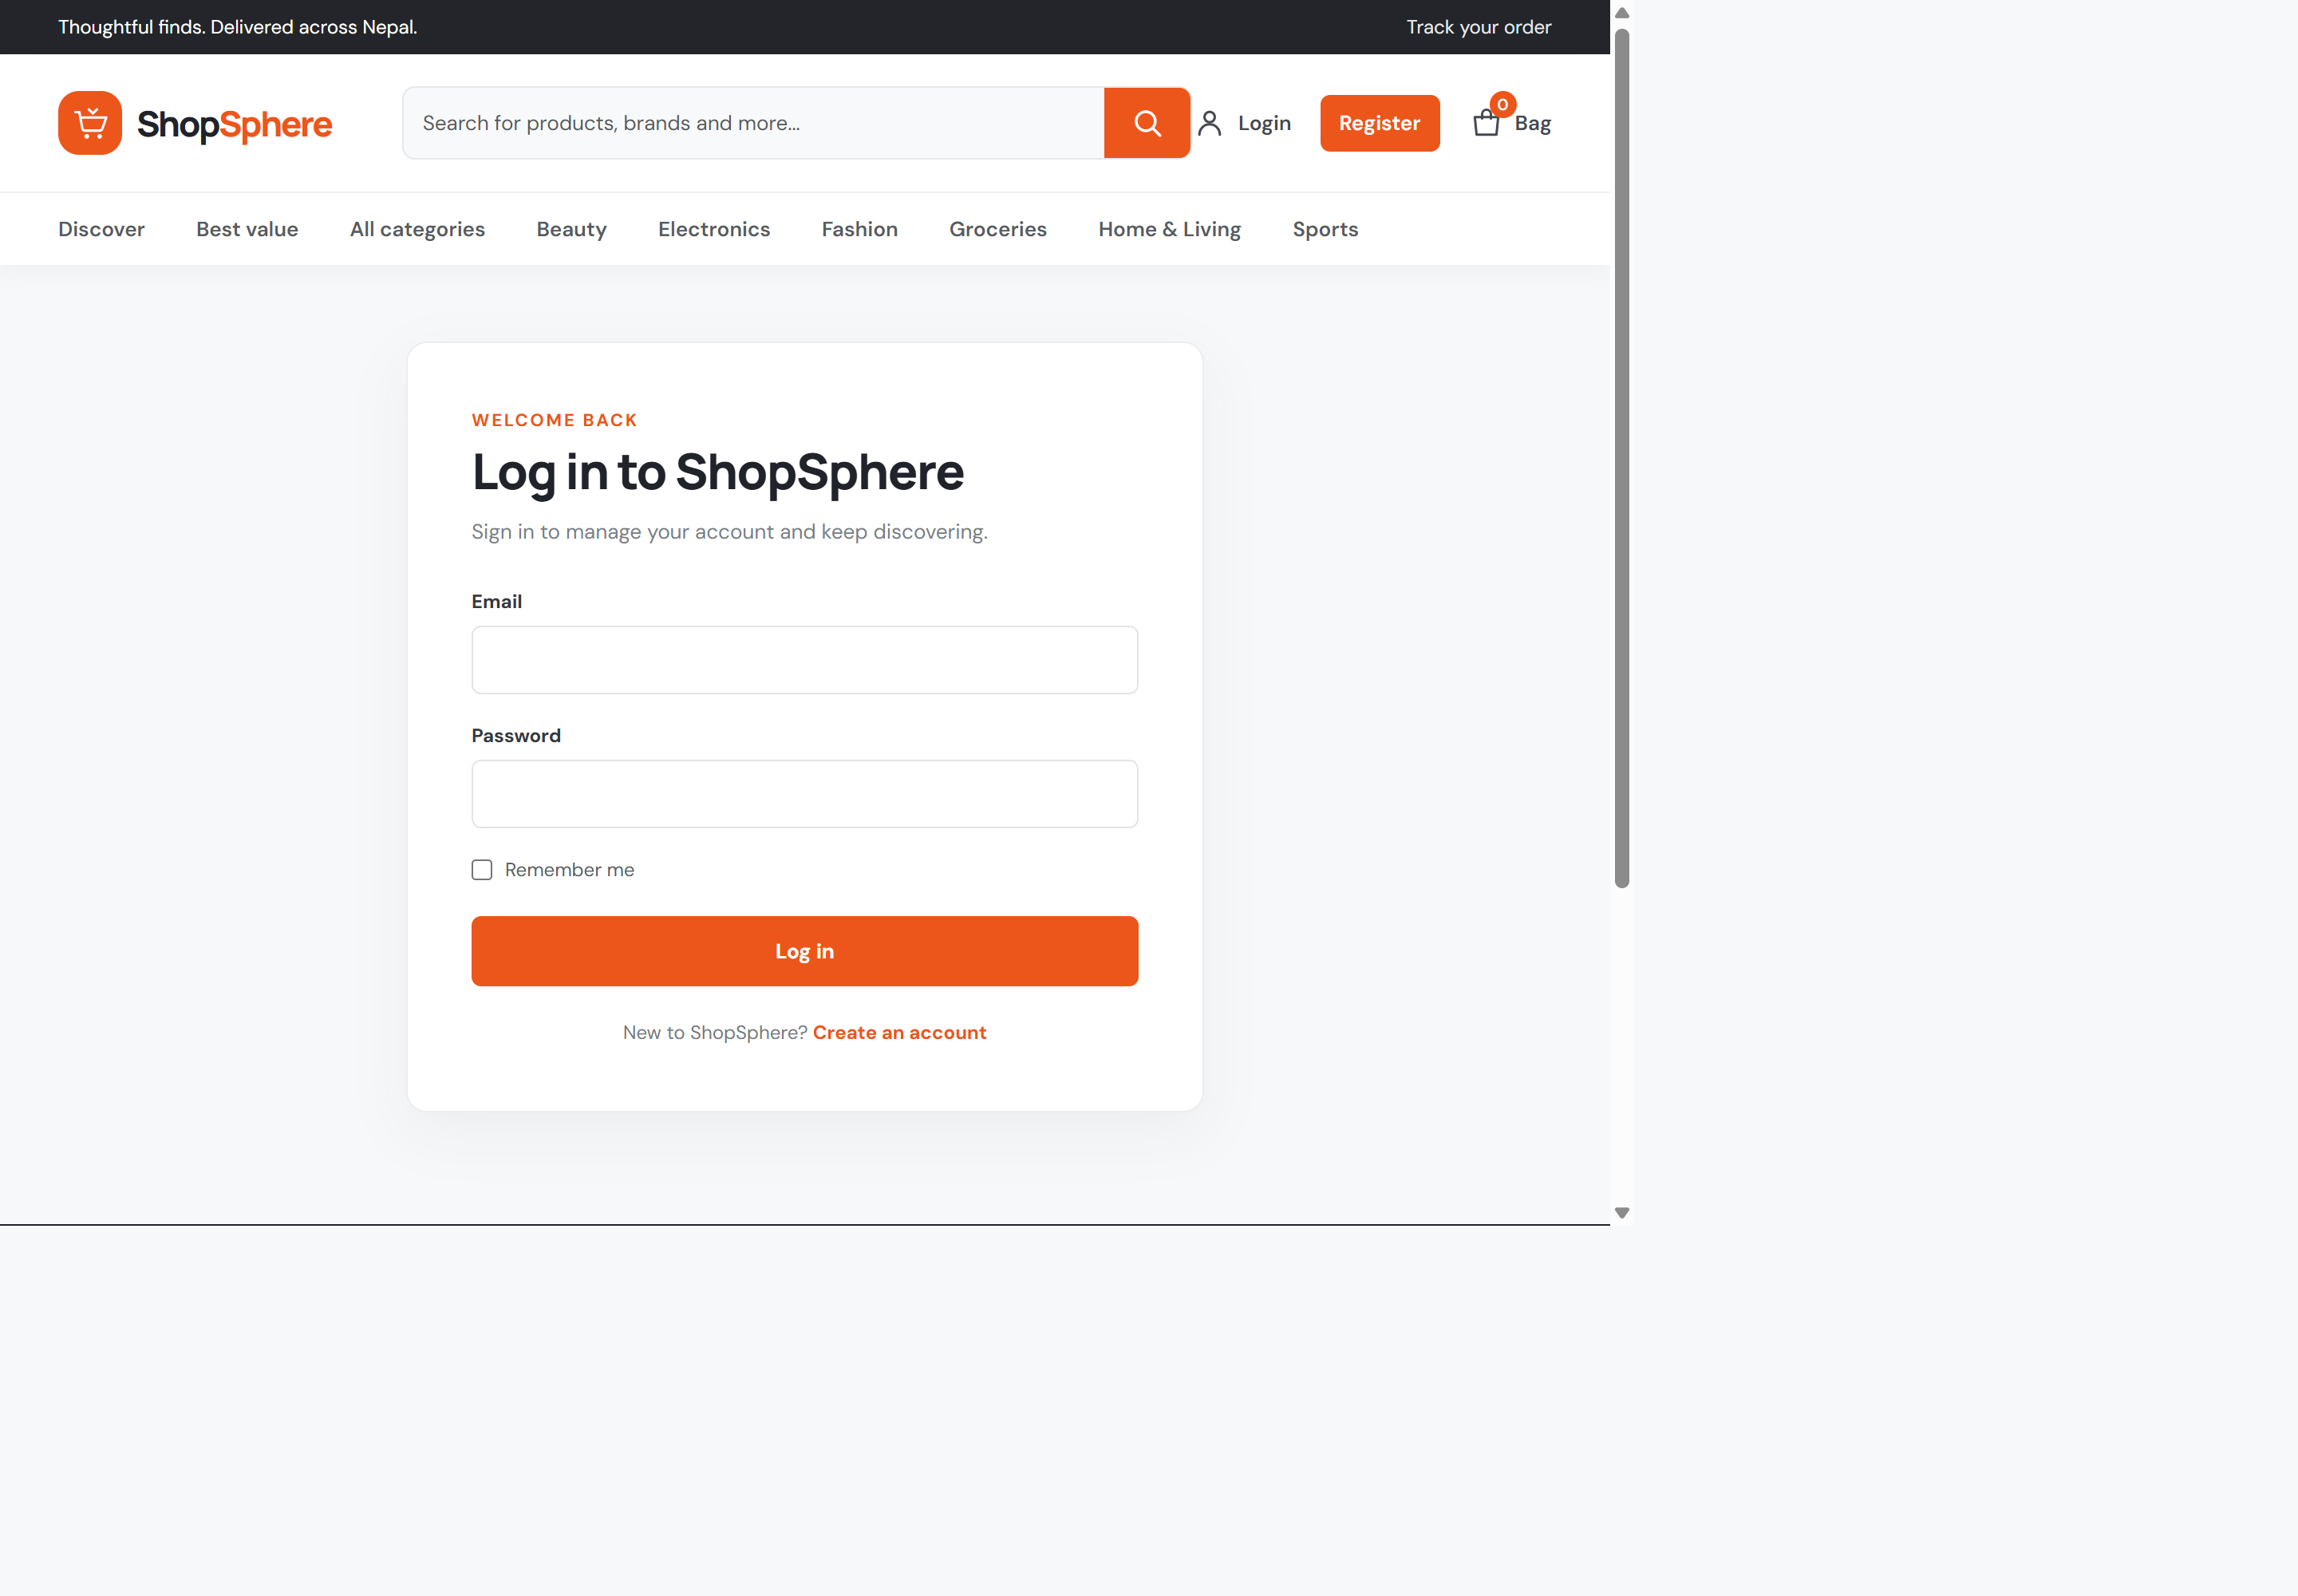 Thoughtful finds. Delivered across Nepal.
Track your order
ShopSphere
Search for products, brands and more...
Login
Register
0
Bag
Discover
Best value
All categories
Beauty
Electronics
Fashion
Groceries
Home & Living
Sports
WELCOME BACK
Log in to ShopSphere
Sign in to manage your account and keep discovering.
Email
Password
Remember me
Log in
New to ShopSphere? Create an account